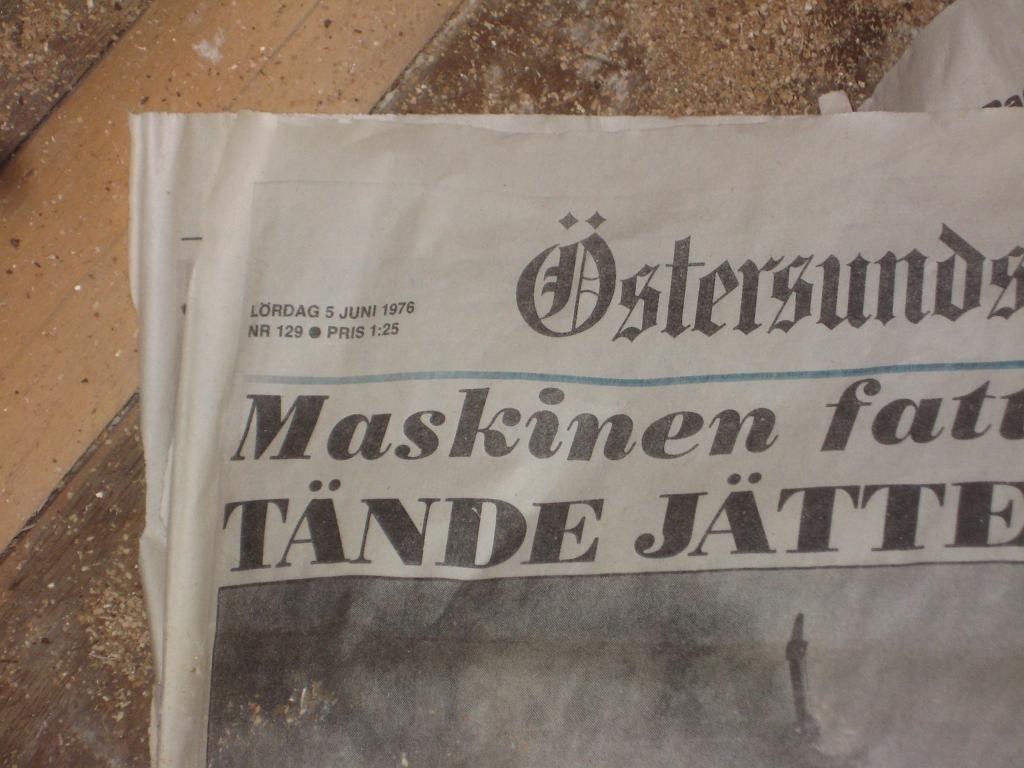 LÖRDAG 5 JUNI 1976
NR 129 ● PRIS 1:25
Östersunds
Maskinen fatt
TÄNDE JÄTTE